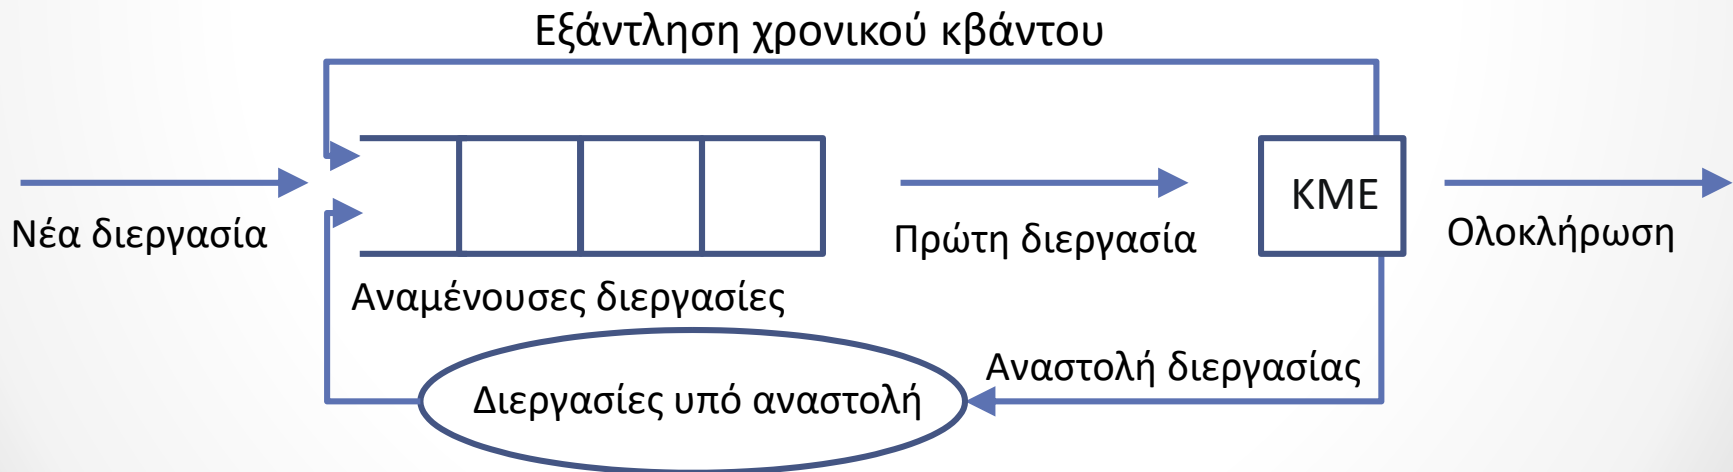 Εξάντληση χρονικού κβάντου
Νέα διεργασία
Πρώτη διεργασία
ΚΜΕ
Ολοκλήρωση
Αναμένουσες διεργασίες
Αναστολή διεργασίας
Διεργασίες υπό αναστολή